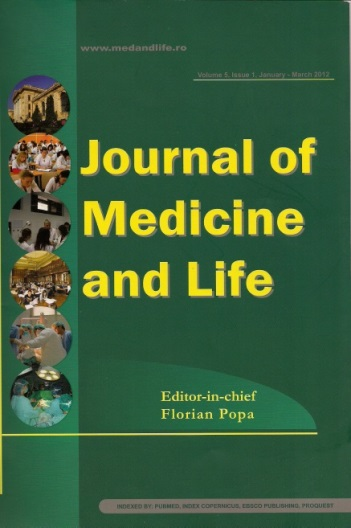 www.medandlife.ro
Volume 5, Issue 1, January - March 2012
Journal of
Medicine
and Life
Editor-in-chief
Florian Popa
INDEXED BY: PUBMED, INDEX COPERNICUS, EBSCO PUBLISHING, PROQUEST